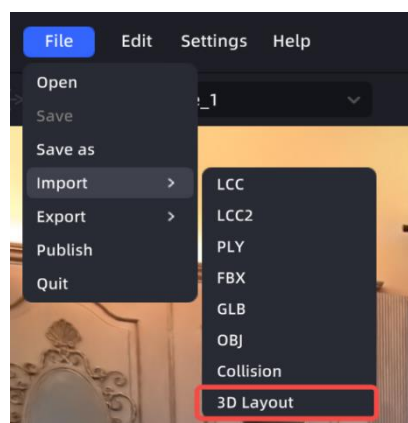 File Edit Settings Help
Open
_1
Save
Save as
Import >
LCC
Export >
LCC2
Publish
PLY
Quit
FBX
GLB
OBJ
Collision
3D Layout